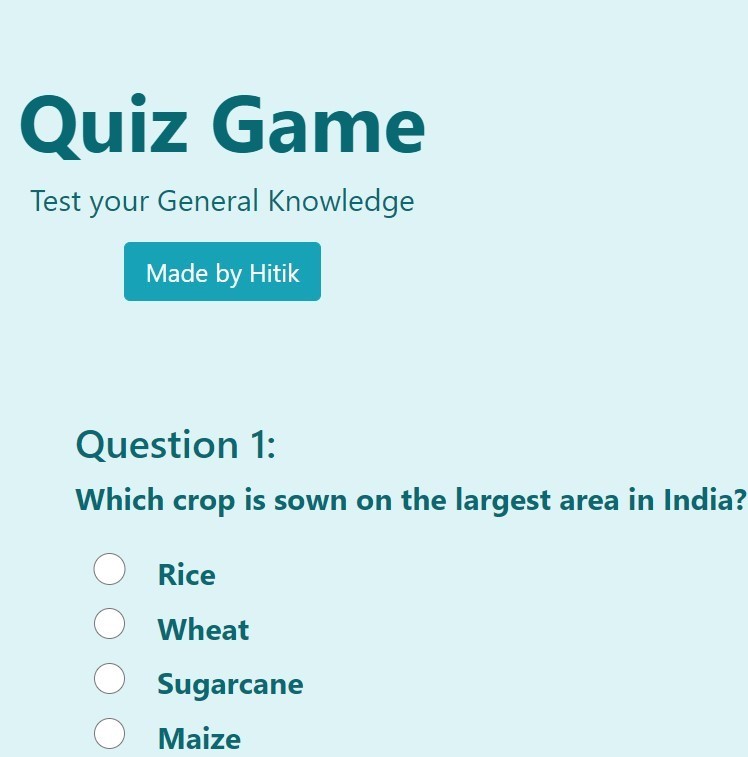 Quiz Game
Test your General Knowledge
Made by Hitik
Question 1:
Which crop is sown on the largest area in India?
Rice
Wheat
Sugarcane
Maize